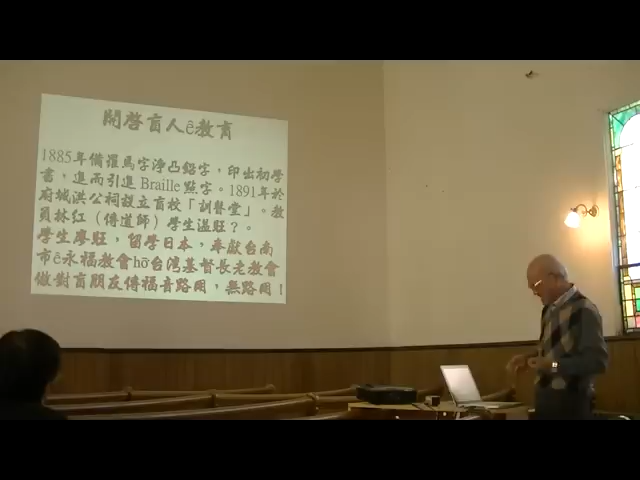 開啓盲人ê教育
1885年備羅馬字浮凸鉛字，印出初學
書，進而引進 Braille 點字。1891年於
府城洪公祠設立盲校「訓瞽堂」。教
員林紅（傳道師）學生溫旺？。
學生廖旺，留學日本，奉獻台南
市ê永福教會hō͘台灣基督長老教會
做對盲朋友傳福音路用，無路用！